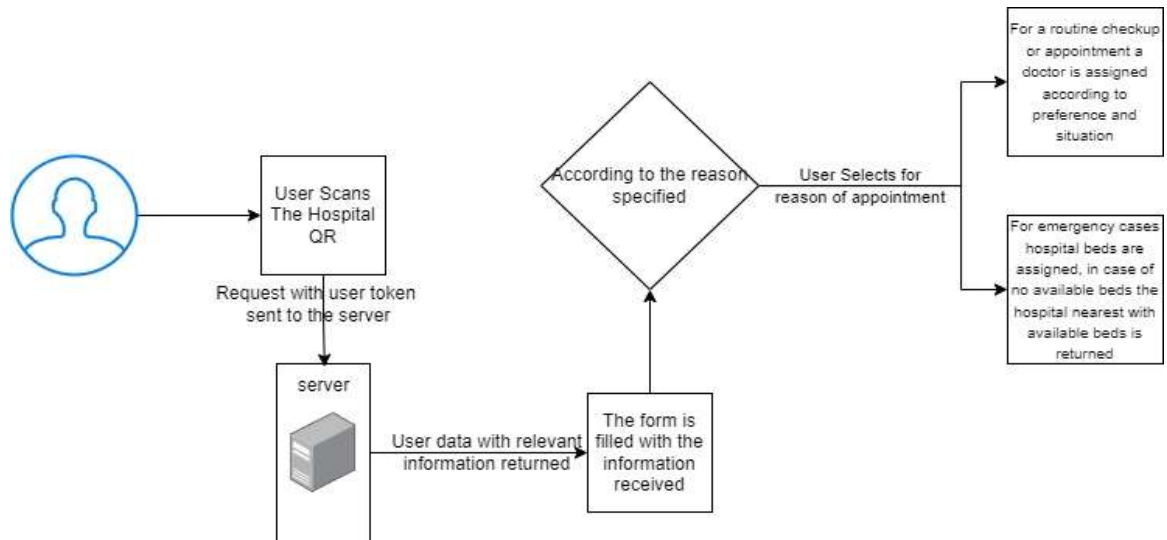 User Scans
The Hospital
QR
Request with user token
sent to the server
server
User data with relevant
information returned
The form is
filled with the
information
received
According to the reason
specified
User Selects for
reason of appointment
For a routine checkup
or appointment a
doctor is assigned
according to
preference and
situation
For emergency cases
hospital beds are
assigned, in case of
no available beds the
hospital nearest with
available beds is
returned